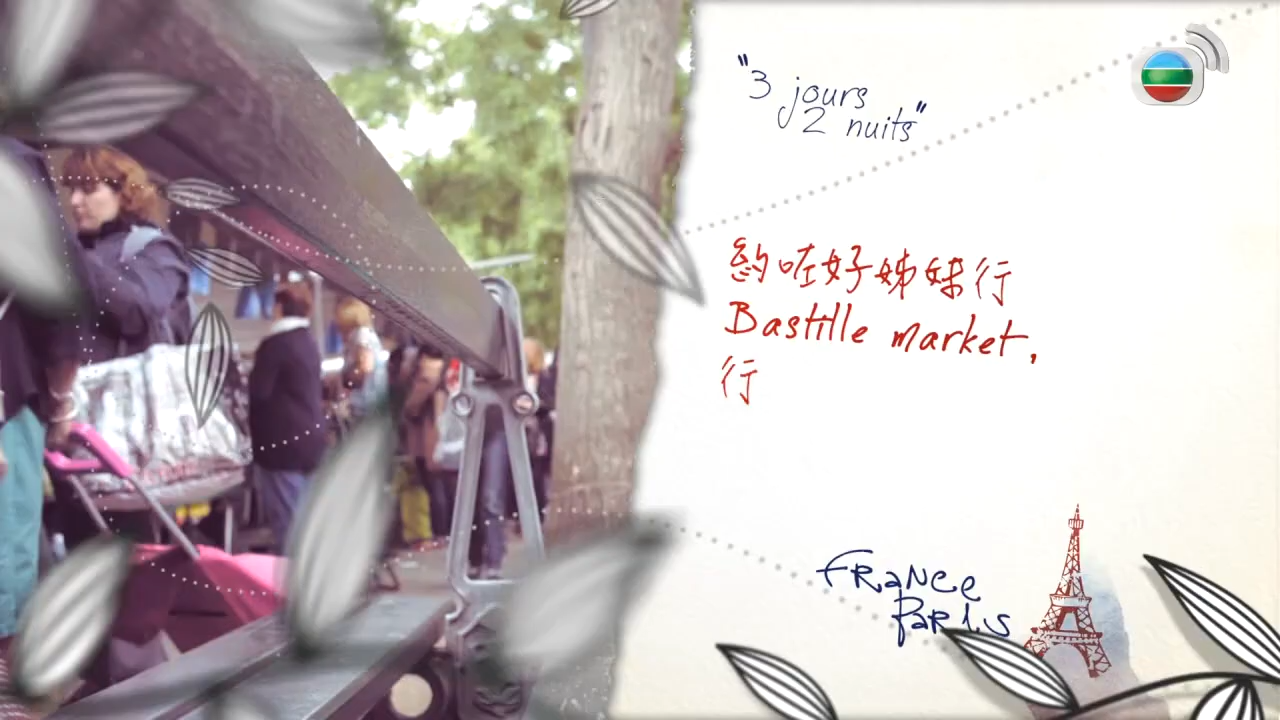 "3 jours
2 nuits"
約咗好姊妹行
Bastille market,
行
FRaNCe
PaRis